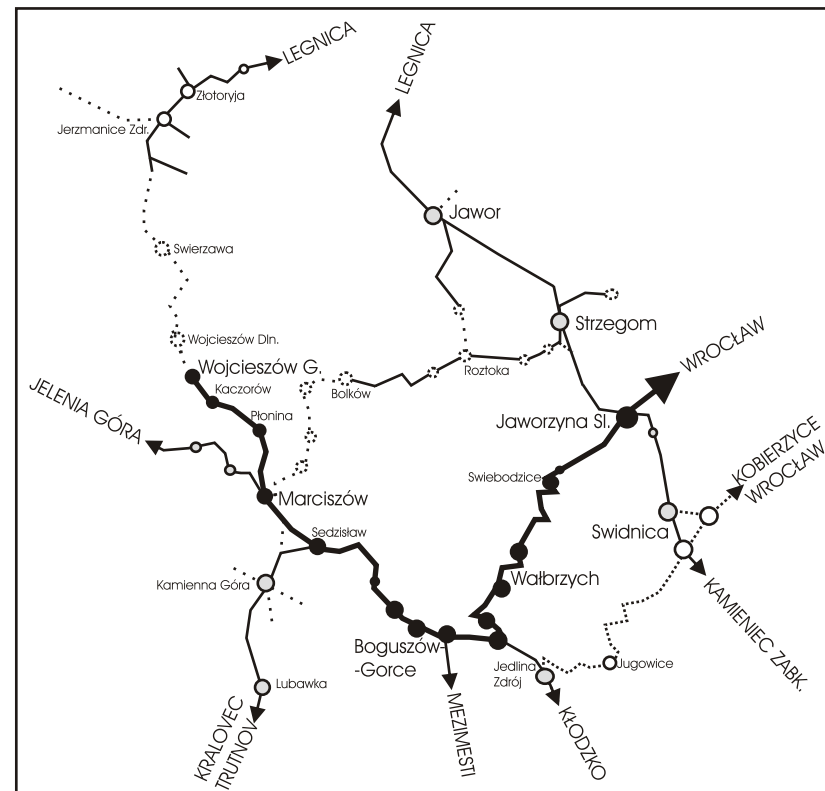 LEGNICA
LEGNICA
Złotoryja
Jerzmanice Zdr.
Jawor
Swierzawa
Strzegom
Wojcieszów Dln.
WROCŁAW
Wojcieszów G.
Roztoka
Kaczorów
Bolków
JELENIA GÓRA
Płonina
Jaworzyna Sl.
KOBIERZYCE
WROCŁAW
Swiebodzice
Marciszów
Swidnica
Sedzisław
Wałbrzych
Kamienna Góra
KAMIENIEC ZABK.
Boguszów-
-Gorce
Jedlina
Zdrój
Jugowice
Lubawka
MEZIMESTI
KŁODZKO
KRALOVEC
TRUTNOV